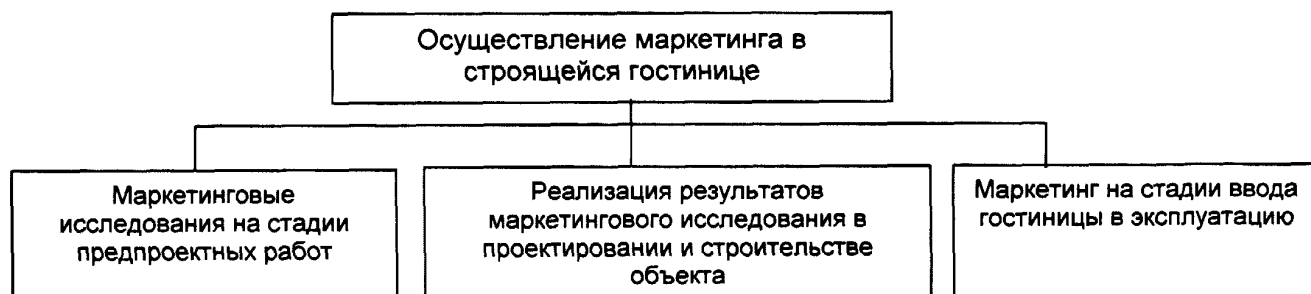 Осуществление маркетинга в
строящейся гостинице
Маркетинговые
исследования на стадии
предпроектных работ
Реализация результатов
маркетингового исследования в
проектировании и строительстве
объекта
Маркетинг на стадии ввода
гостиницы в эксплуатацию